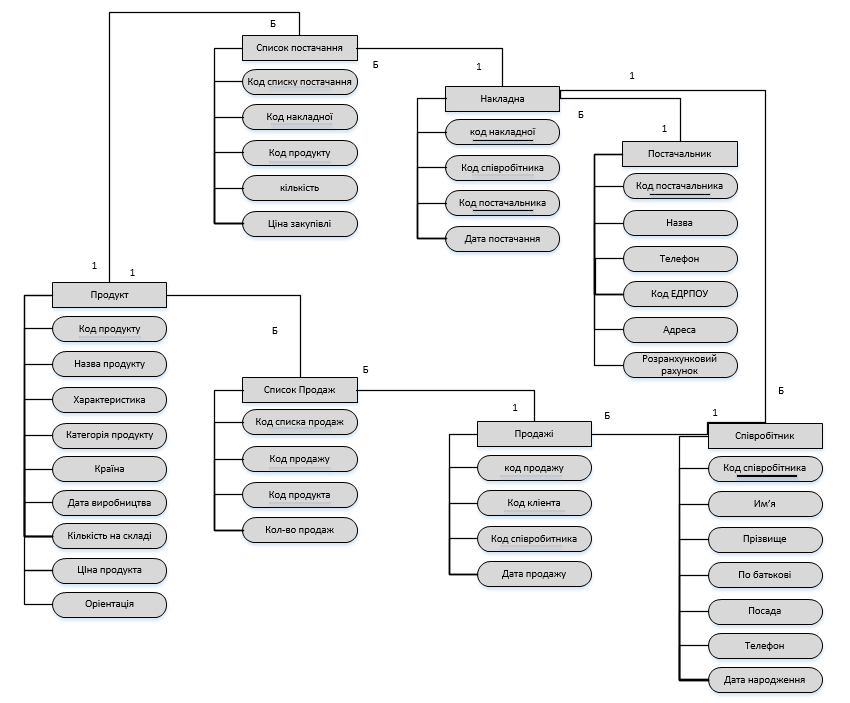 Б
Список постачання
Код списку постачання
Код накладної
Код продукту
кількість
Ціна закупівлі
Б
1
Накладна
код накладної
Код співробітника
Код постачальника
Дата постачання
1
Б
1
Постачальник
Код постачальника
Назва
Телефон
Код ЕДРПОУ
Адреса
Розранхунковий
рахунок
1
1
Продукт
Код продукту
Назва продукту
Характеристика
Категорія продукту
Країна
Дата виробництва
Кількість на складі
Ціна продукта
Оріентація
Б
Список Продаж
Код списка продаж
Код продажу
Код продукта
Кол-во продаж
Б
1
Продажі
код продажу
Код клієнта
Код співробитника
Дата продажу
Б
1
Б
Співробітник
Код співробітника
Им'я
Прізвище
По батькові
Посада
Телефон
Дата народження